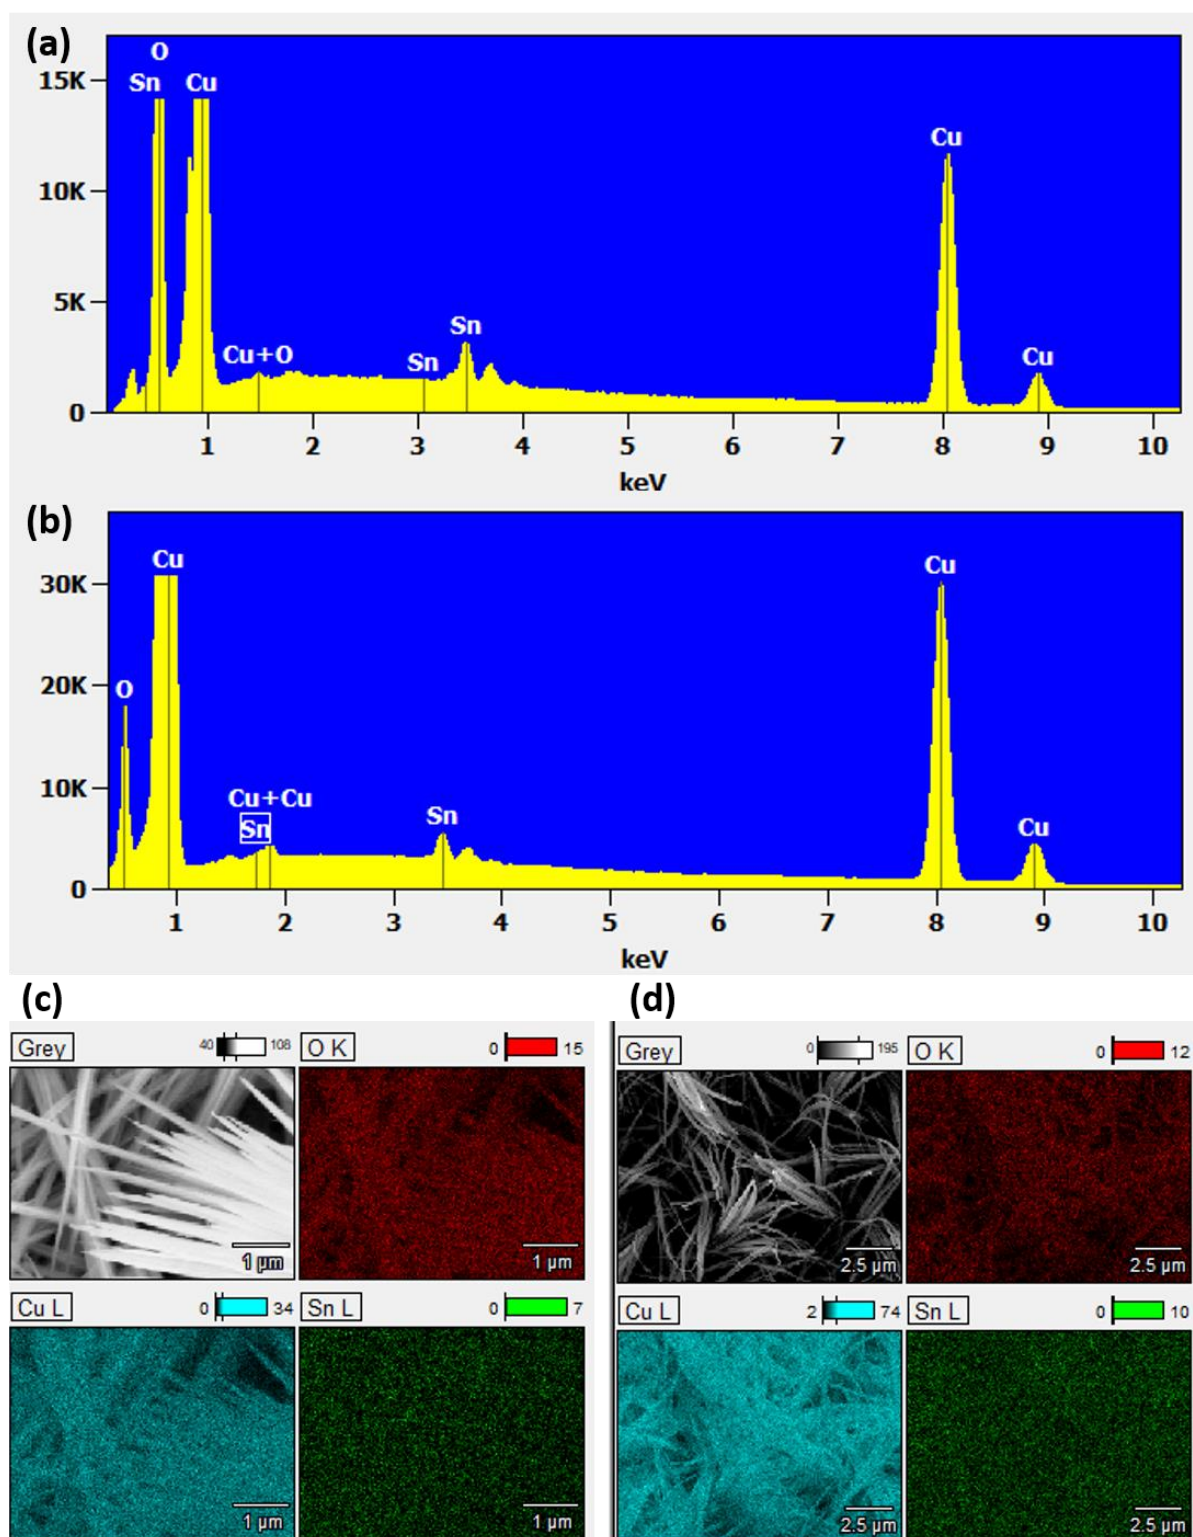 (a)
O
15K
Sn
Cu
Cu
10K
5K
Sn
Cu+O
Sn
Cu
0
1 2 3 4 5 6 7 8 9 10
keV
(b)
Cu
Cu
30K
20K
O
10K
Cu+Cu
Sn
Sn
Cu
0
1 2 3 4 5 6 7 8 9 10
keV
(c)
Grey 40 108
O K 0 15
1 µm
1 µm
Cu L 0 34
Sn L 0 7
1 µm
1 µm
(d)
Grey 0 195
O K 0 12
2.5 µm
2.5 µm
Cu L 2 74
Sn L 0 10
2.5 µm
2.5 µm